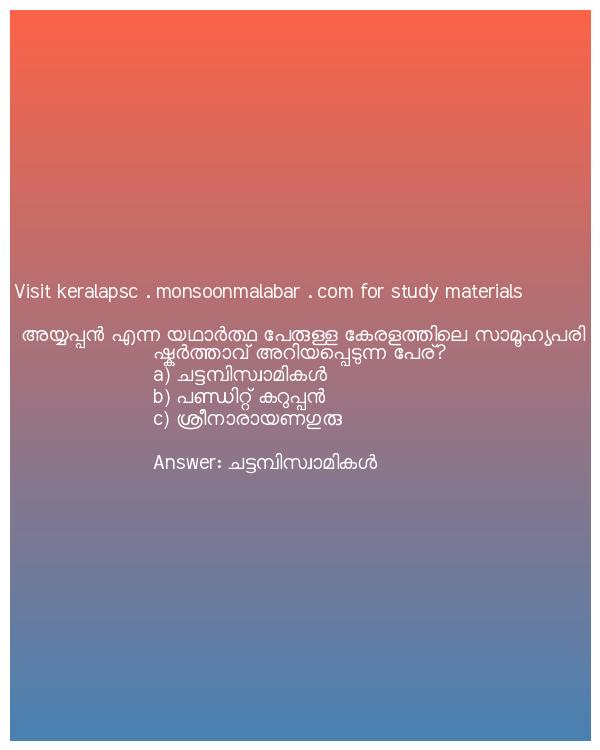 Visit keralapsc . monsoonmalabar . com for study materials
അയ്യപ്പൻ എന്ന യഥാർത്ഥ പേരുള്ള കേരളത്തിലെ സാമൂഹ്യപരി
ഷ്കർത്താവ് അറിയപ്പെടുന്ന പേര്?
a) ചട്ടമ്പിസ്വാമികൾ
b) പണ്ഡിറ്റ് കറുപ്പൻ
c) ശ്രീനാരായണഗുരു
Answer: ചട്ടമ്പിസ്വാമികൾ